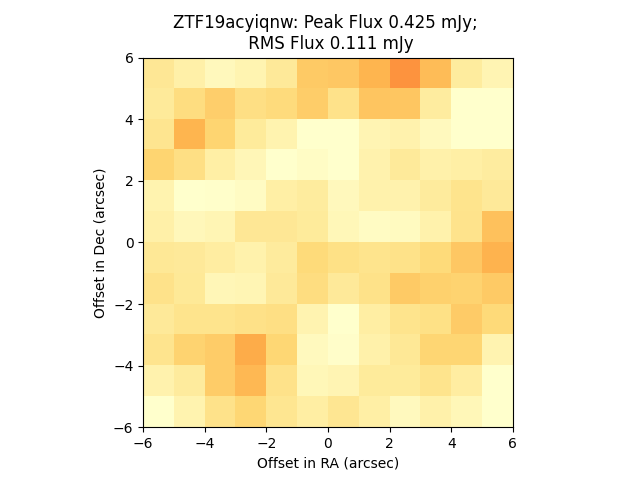 ZTF19acyiqnw: Peak Flux 0.425 mJy;
RMS Flux 0.111 mJy
6
4
2
0
−2
−4
−6
Offset in Dec (arcsec)
−6 −4 −2 0 2 4 6
Offset in RA (arcsec)